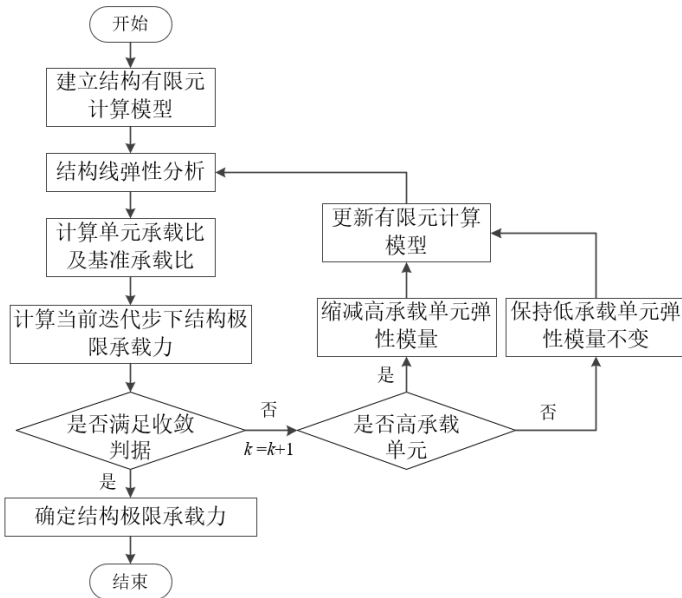 开始
建立结构有限元
计算模型
结构线弹性分析
计算单元承载比
及基准承载比
计算当前迭代步下结构极
限承载力
是否满足收敛
判据
否
k=k+1
是
确定结构极限承载力
结束
更新有限元计算
模型
缩减高承载单元弹
性模量
保持低承载单元弹
性模量不变
是
是否高承载
单元
否